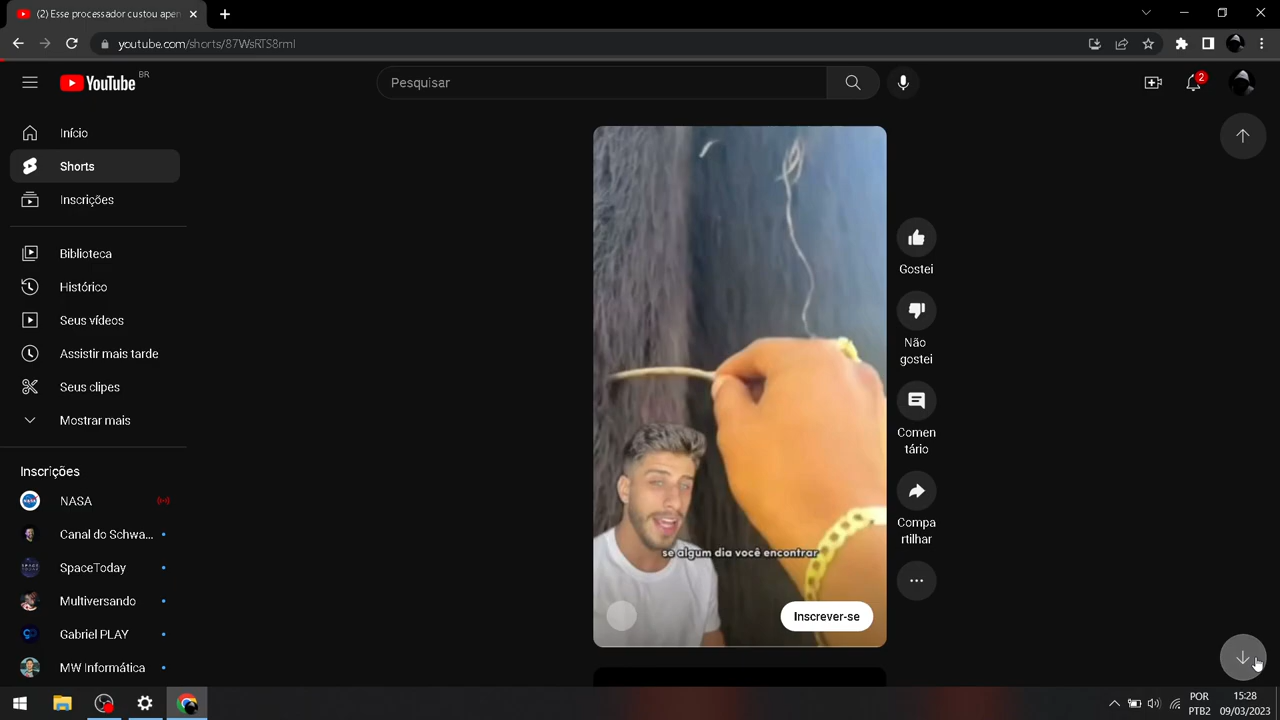 (2) Esse processador custou apen
youtube.com/shorts/87WsRTS8rmI
YouTube BR
Pesquisar
2
Início
Shorts
Inscrições
Biblioteca
Histórico
Seus vídeos
Assistir mais tarde
Seus clipes
Mostrar mais
Inscrições
NASA
Canal do Schwa...
SpaceToday
Multiversando
Gabriel PLAY
MW Informática
se algum dia você encontrar
Inscrever-se
Gostei
Não
gostei
Comen
tário
Compa
rtilhar
POR
PTB2
15:28
09/03/2023